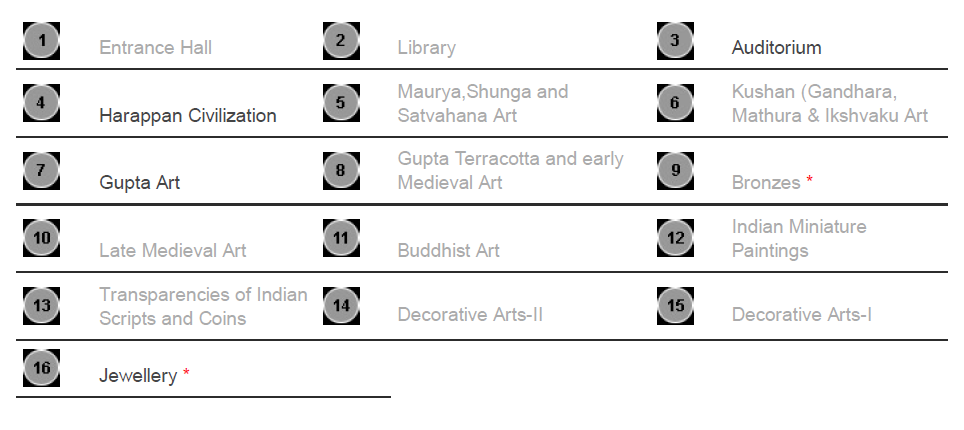 1 Entrance Hall 2 Library 3 Auditorium
4 Harappan Civilization 5 Maurya,Shunga and
Satvahana Art 6 Kushan (Gandhara,
Mathura & Ikshvaku Art
7 Gupta Art 8 Gupta Terracotta and early
Medieval Art 9 Bronzes *
10 Late Medieval Art 11 Buddhist Art 12 Indian Miniature
Paintings
13 Transparencies of Indian
Scripts and Coins 14 Decorative Arts-II 15 Decorative Arts-I
16 Jewellery *